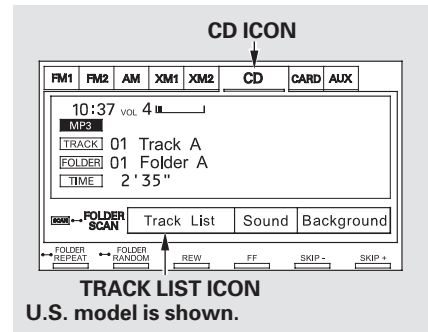 CD ICON
FM1 FM2 AM XM1 XM2 CD CARD AUX
10:37 VOL 4
MP3
TRACK 01 Track A
FOLDER 01 Folder A
TIME 2'35"
SCAN FOLDER SCAN Track List Sound Background
FOLDER REPEAT FOLDER RANDOM REW FF SKIP - SKIP +
TRACK LIST ICON
U.S. model is shown.